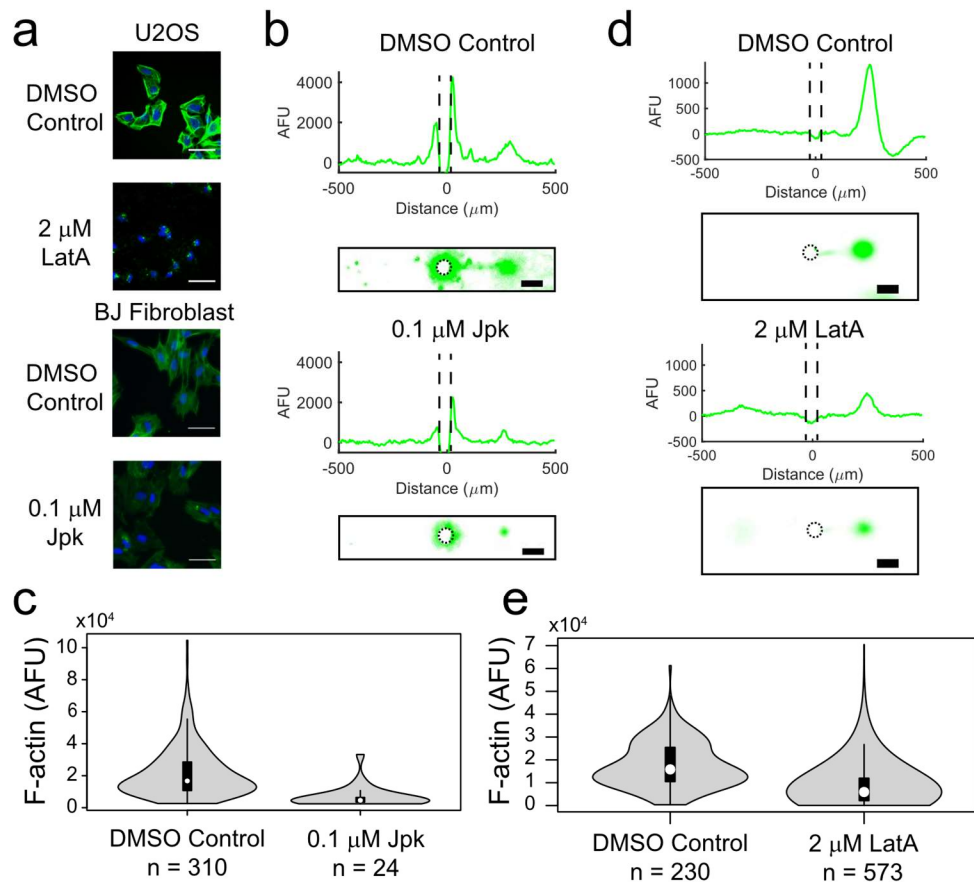 a
U2OS
DMSO
Control
2 μM
LatA
BJ Fibroblast
DMSO
Control
0.1 μM
Jpk
b
DMSO Control
AFU
4000
2000
0
-500
0
500
Distance (μm)
0.1 μM Jpk
AFU
4000
2000
0
-500
0
500
Distance (μm)
d
DMSO Control
AFU
1000
500
0
-500
-500
0
500
Distance (μm)
2 μM LatA
AFU
1000
500
0
-500
-500
0
500
Distance (μm)
c
x10⁴
F-actin (AFU)
10
8
6
4
2
0
DMSO Control
n = 310
0.1 μM Jpk
n = 24
e
x10⁴
F-actin (AFU)
7
6
5
4
3
2
1
0
DMSO Control
n = 230
2 μM LatA
n = 573